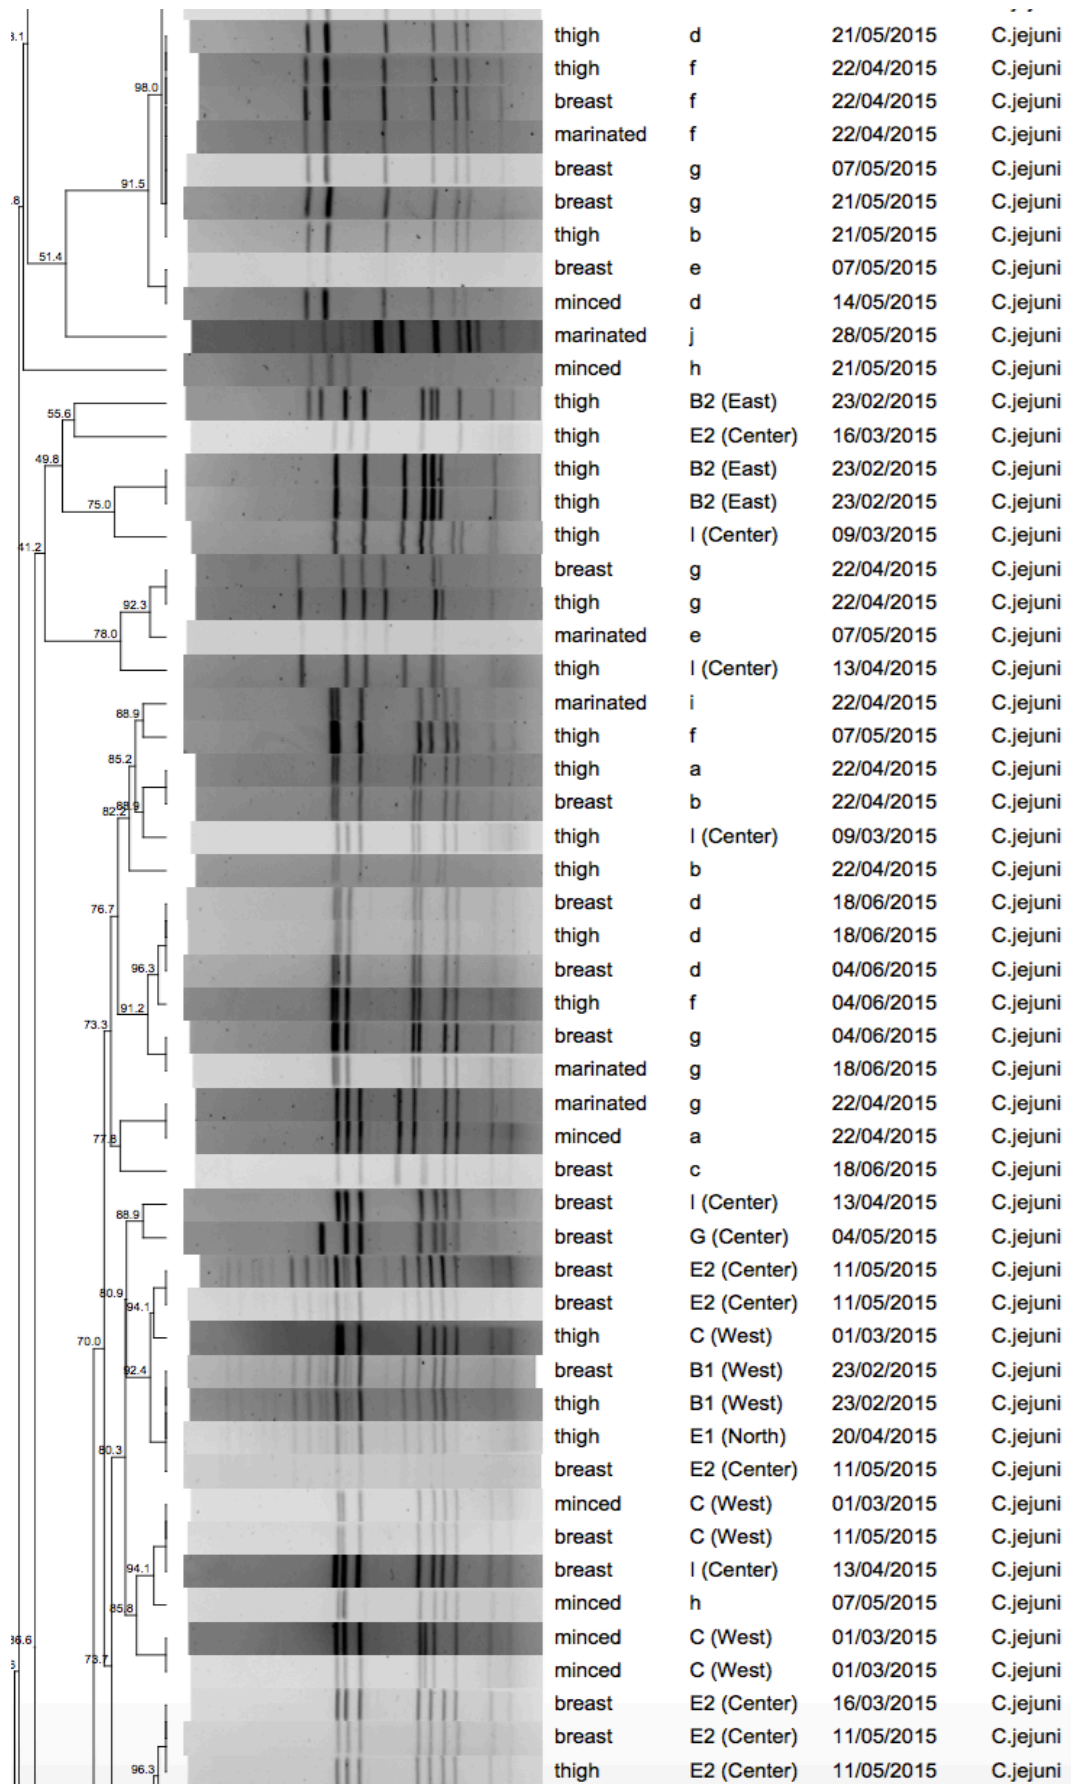 3.1 thigh d 21/05/2015 C.jejuni
thigh f 22/04/2015 C.jejuni
98.0 breast f 22/04/2015 C.jejuni
marinated f 22/04/2015 C.jejuni
breast g 07/05/2015 C.jejuni
91.5 breast g 21/05/2015 C.jejuni
.8 thigh b 21/05/2015 C.jejuni
51.4 breast e 07/05/2015 C.jejuni
minced d 14/05/2015 C.jejuni
marinated j 28/05/2015 C.jejuni
minced h 21/05/2015 C.jejuni
55.6 thigh B2 (East) 23/02/2015 C.jejuni
thigh E2 (Center) 16/03/2015 C.jejuni
49.8 thigh B2 (East) 23/02/2015 C.jejuni
75.0 thigh B2 (East) 23/02/2015 C.jejuni
41.2 thigh I (Center) 09/03/2015 C.jejuni
breast g 22/04/2015 C.jejuni
92.3 thigh g 22/04/2015 C.jejuni
78.0 marinated e 07/05/2015 C.jejuni
thigh I (Center) 13/04/2015 C.jejuni
88.9 marinated i 22/04/2015 C.jejuni
thigh f 07/05/2015 C.jejuni
85.2 thigh a 22/04/2015 C.jejuni
82.2 88.9 breast b 22/04/2015 C.jejuni
thigh I (Center) 09/03/2015 C.jejuni
thigh b 22/04/2015 C.jejuni
76.7 breast d 18/06/2015 C.jejuni
thigh d 18/06/2015 C.jejuni
96.3 breast d 04/06/2015 C.jejuni
91.2 thigh f 04/06/2015 C.jejuni
73.3 breast g 04/06/2015 C.jejuni
marinated g 18/06/2015 C.jejuni
marinated g 22/04/2015 C.jejuni
77.8 minced a 22/04/2015 C.jejuni
breast c 18/06/2015 C.jejuni
88.9 breast I (Center) 13/04/2015 C.jejuni
breast G (Center) 04/05/2015 C.jejuni
breast E2 (Center) 11/05/2015 C.jejuni
80.9 94.1 breast E2 (Center) 11/05/2015 C.jejuni
70.0 thigh C (West) 01/03/2015 C.jejuni
92.4 breast B1 (West) 23/02/2015 C.jejuni
thigh B1 (West) 23/02/2015 C.jejuni
80.3 thigh E1 (North) 20/04/2015 C.jejuni
breast E2 (Center) 11/05/2015 C.jejuni
minced C (West) 01/03/2015 C.jejuni
breast C (West) 11/05/2015 C.jejuni
94.1 breast I (Center) 13/04/2015 C.jejuni
85.8 minced h 07/05/2015 C.jejuni
36.6 minced C (West) 01/03/2015 C.jejuni
73.7 minced C (West) 01/03/2015 C.jejuni
breast E2 (Center) 16/03/2015 C.jejuni
breast E2 (Center) 11/05/2015 C.jejuni
96.3 thigh E2 (Center) 11/05/2015 C.jejuni